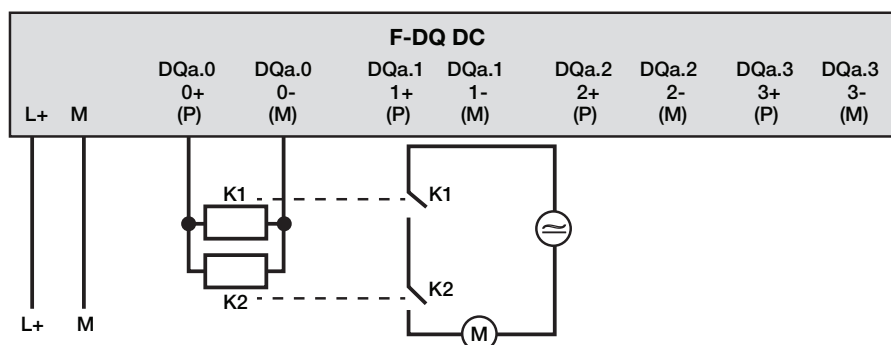 F-DQ DC
DQa.0 DQa.0 DQa.1 DQa.1 DQa.2 DQa.2 DQa.3 DQa.3
0+ 0- 1+ 1- 2+ 2- 3+ 3-
L+ M (P) (M) (P) (M) (P) (M) (P) (M)
K1 K1
K2 K2
L+ M M